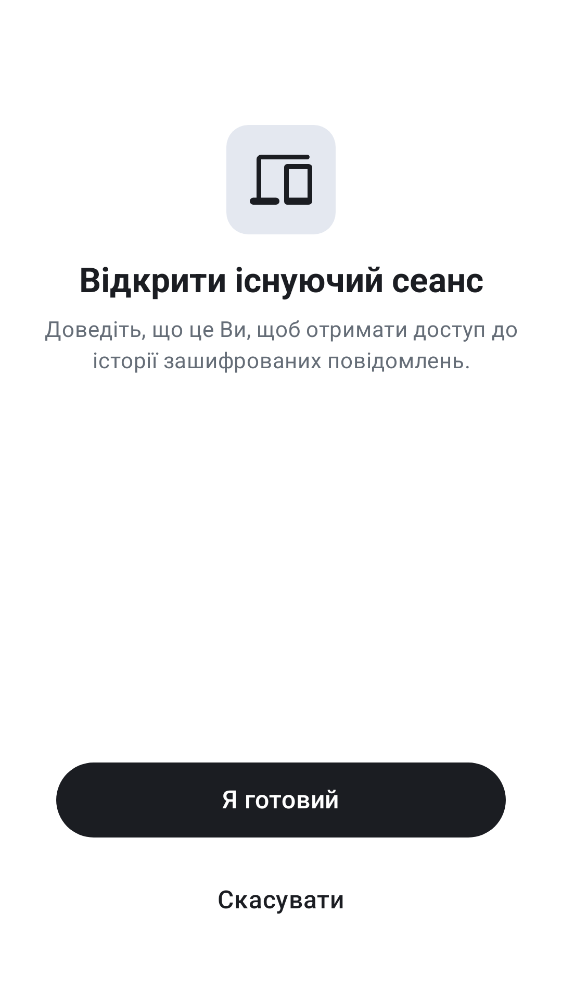 Відкрити існуючий сеанс
Доведіть, що це Ви, щоб отримати доступ до
історії зашифрованих повідомлень.
Я готовий
Скасувати